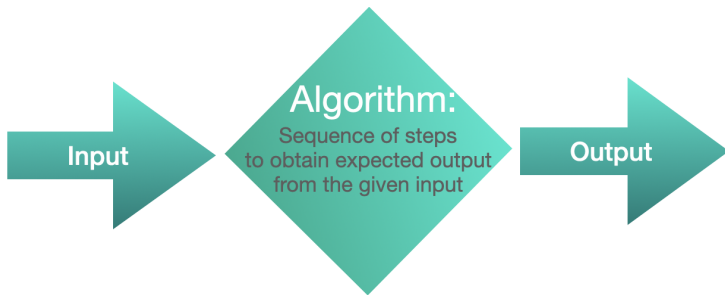 Input
Algorithm:
Sequence of steps
to obtain expected output
from the given input
Output